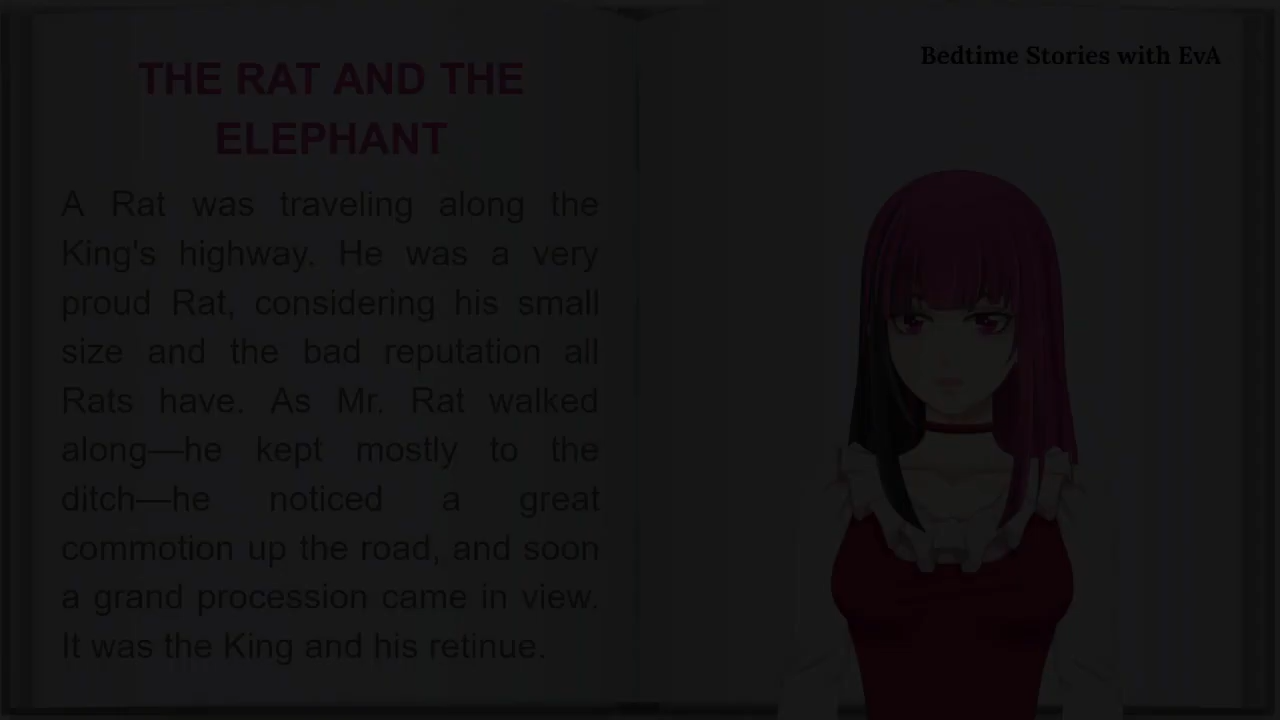 THE RAT AND THE
ELEPHANT
A Rat was traveling along the
King's highway. He was a very
proud Rat, considering his small
size and the bad reputation all
Rats have. As Mr. Rat walked
along—he kept mostly to the
ditch—he noticed a great
commotion up the road, and soon
a grand procession came in view.
It was the King and his retinue.
Bedtime Stories with EvA